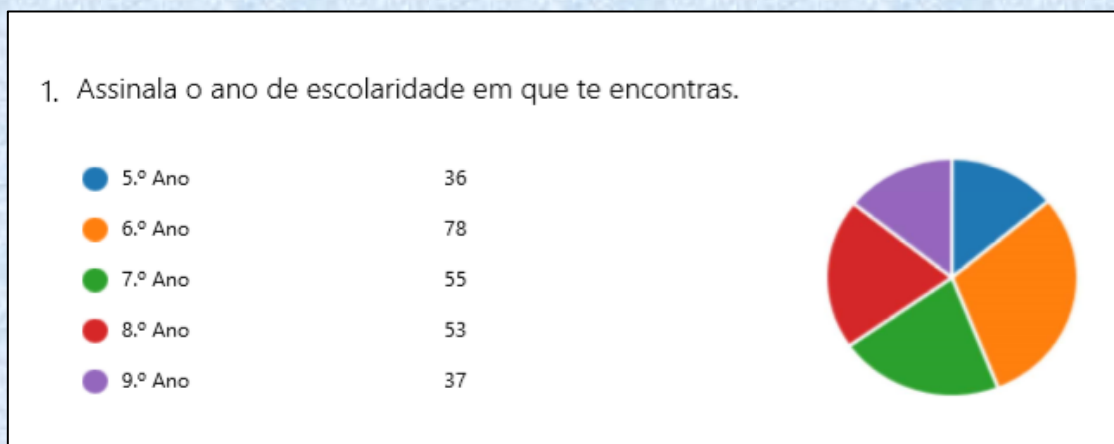 1. Assinala o ano de escolaridade em que te encontras.
5.º Ano 36
6.º Ano 78
7.º Ano 55
8.º Ano 53
9.º Ano 37